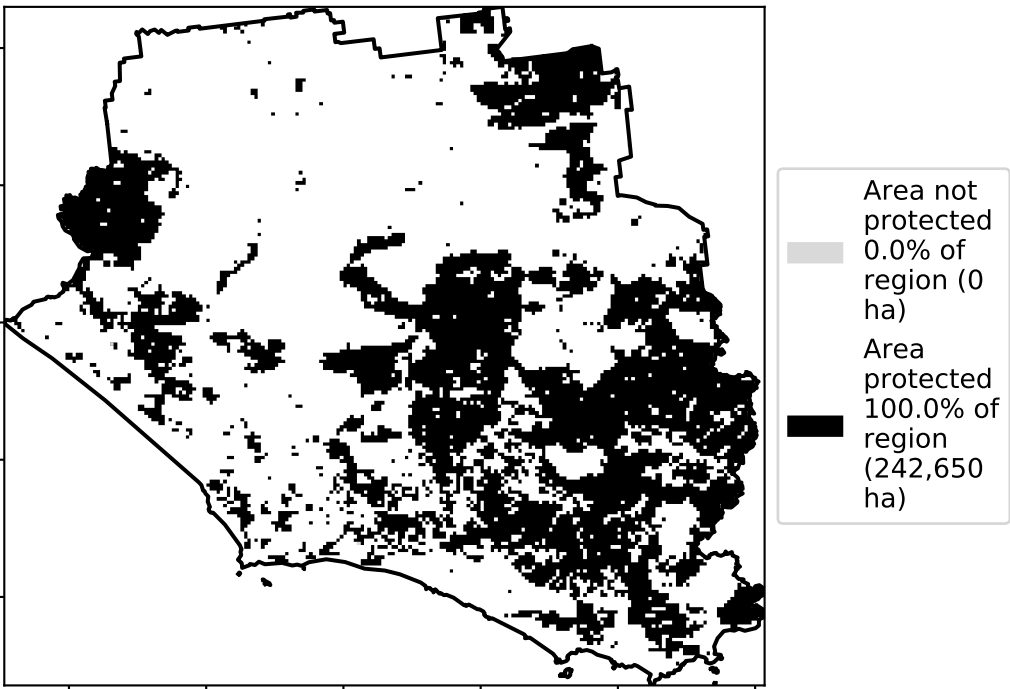 Area not
protected
0.0% of
region (0
ha)
Area
protected
100.0% of
region
(242,650
ha)